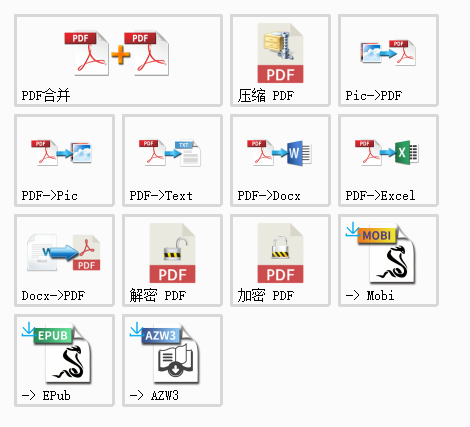 PDF PDF
PDF合并
PDF
压缩 PDF
PDF
Pic->PDF
PDF
PDF->Pic
PDF TXT
PDF->Text
PDF W
PDF->Docx
PDF X
PDF->Excel
W PDF
Docx->PDF
PDF
解密 PDF
PDF
加密 PDF
MOBI
-> Mobi
EPUB
-> EPub
AZW3
-> AZW3